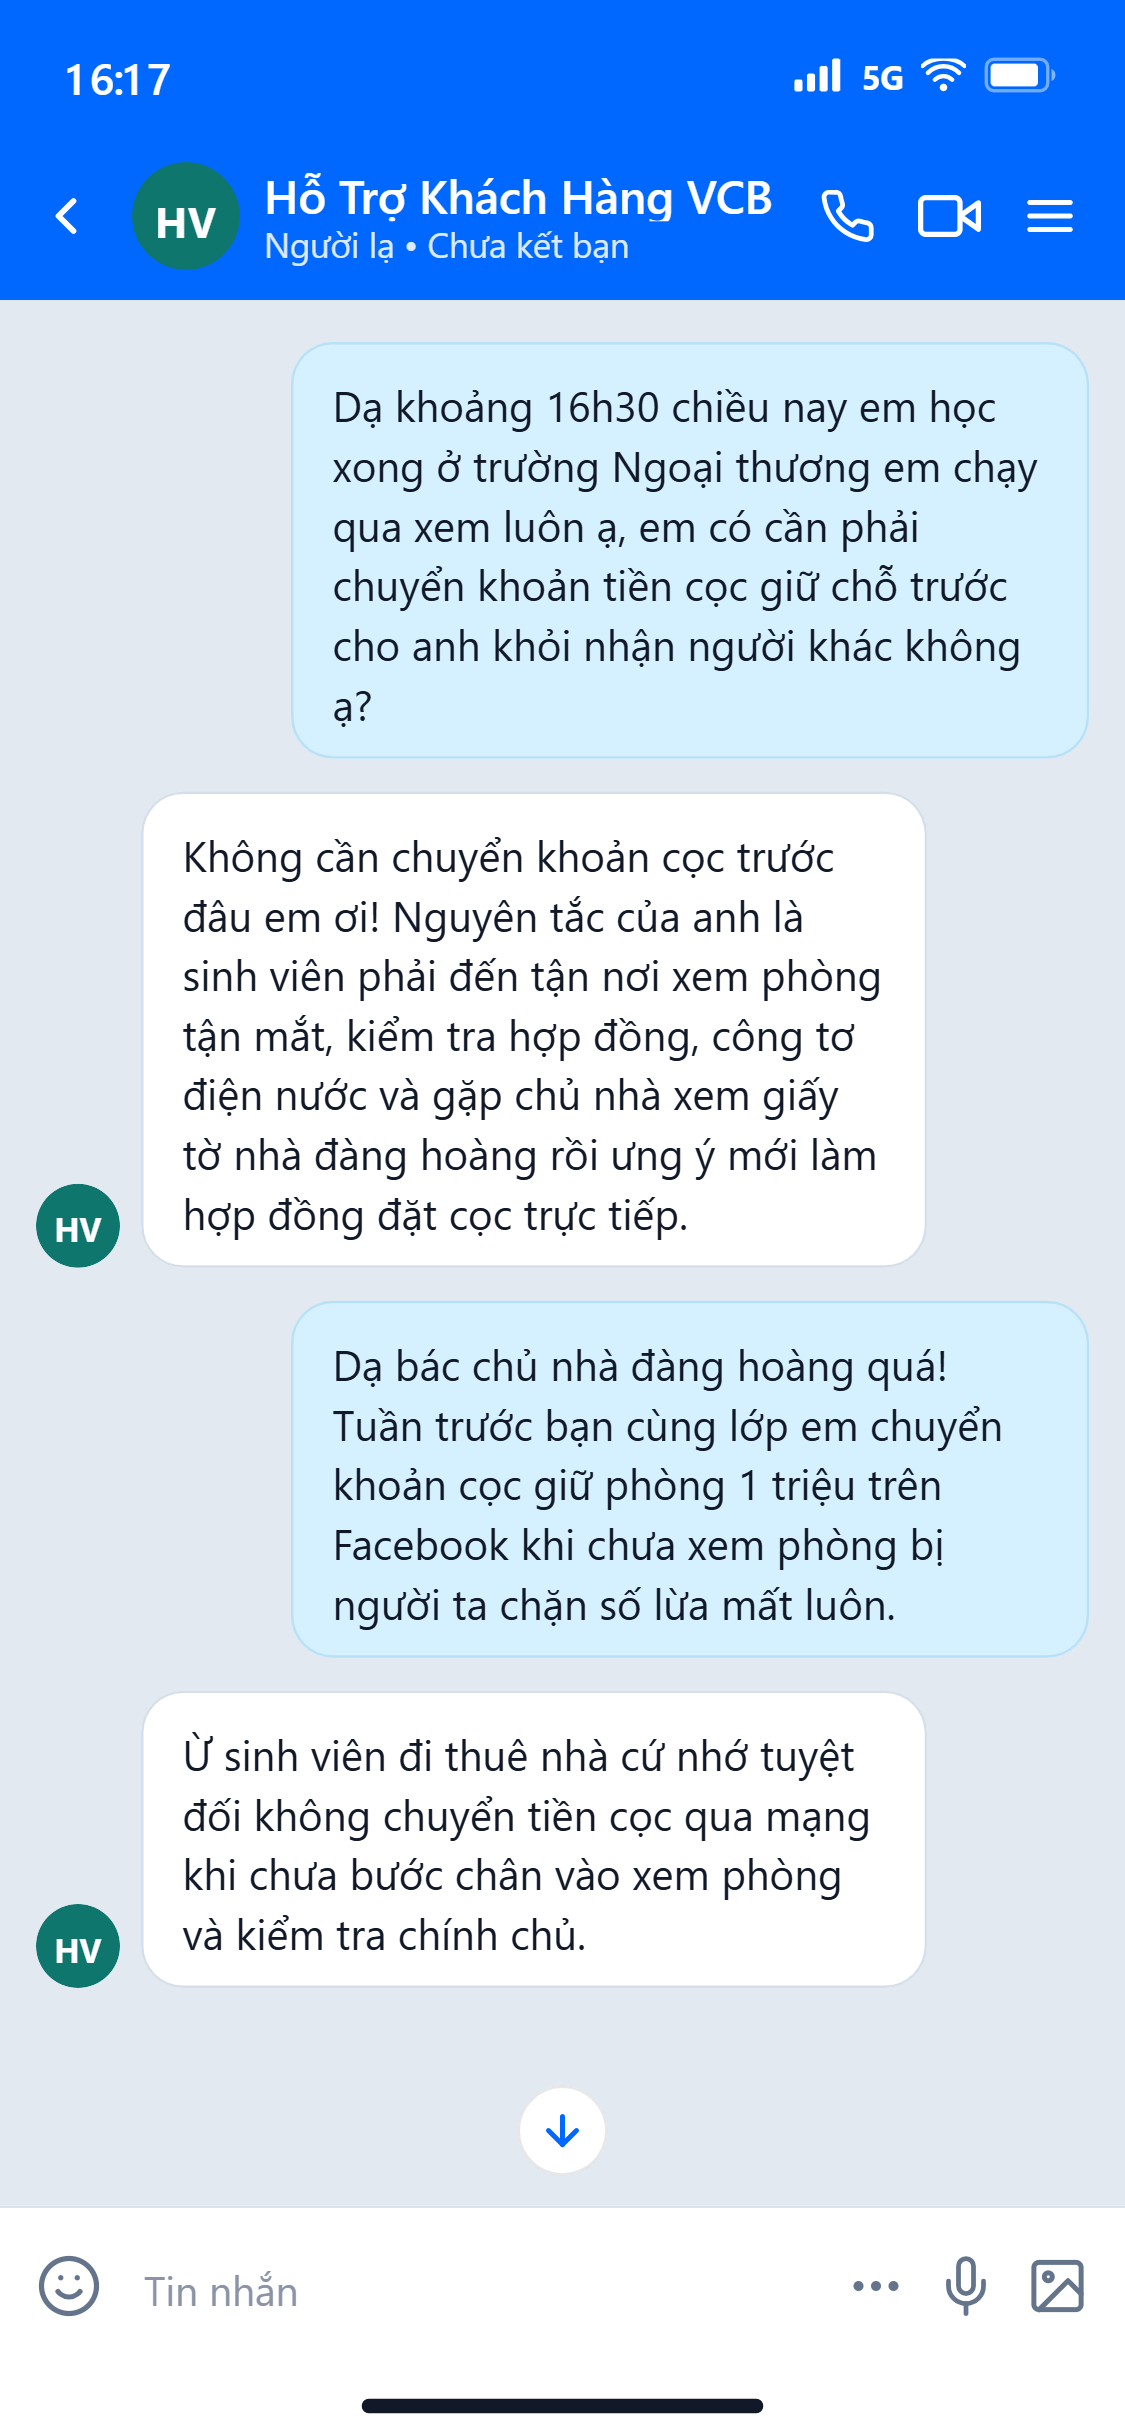 16:17
5G
HV
Hỗ Trợ Khách Hàng VCB
Người lạ • Chưa kết bạn
Dạ khoảng 16h30 chiều nay em học
xong ở trường Ngoại thương em chạy
qua xem luôn ạ, em có cần phải
chuyển khoản tiền cọc giữ chỗ trước
cho anh khỏi nhận người khác không
ạ?
Không cần chuyển khoản cọc trước
đâu em ơi! Nguyên tắc của anh là
sinh viên phải đến tận nơi xem phòng
tận mắt, kiểm tra hợp đồng, công tơ
điện nước và gặp chủ nhà xem giấy
tờ nhà đàng hoàng rồi ưng ý mới làm
hợp đồng đặt cọc trực tiếp.
HV
Dạ bác chủ nhà đàng hoàng quá!
Tuần trước bạn cùng lớp em chuyển
khoản cọc giữ phòng 1 triệu trên
Facebook khi chưa xem phòng bị
người ta chặn số lừa mất luôn.
Ừ sinh viên đi thuê nhà cứ nhớ tuyệt
đối không chuyển tiền cọc qua mạng
khi chưa bước chân vào xem phòng
và kiểm tra chính chủ.
HV
Tin nhắn